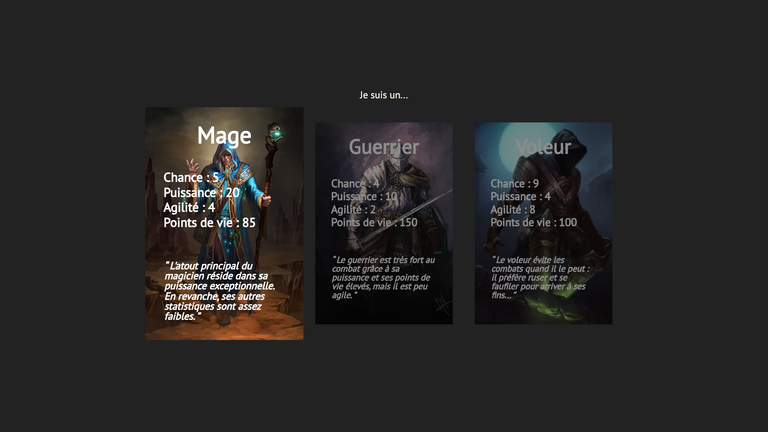 Je suis un...
Mage
Chance : 5
Puissance : 20
Agilité : 4
Points de vie : 85
“ L'atout principal du
magicien réside dans sa
puissance exceptionnelle.
En revanche, ses autres
statistiques sont assez
faibles. “
Guerrier
Chance : 4
Puissance : 10
Agilité : 2
Points de vie : 150
“ Le guerrier est très fort au
combat grâce à sa
puissance et ses points de
vie élevés, mais il est peu
agile. “
Voleur
Chance : 9
Puissance : 4
Agilité : 8
Points de vie : 100
“ Le voleur évite les
combats quand il le peut :
il préfère ruser et se
faufiler pour arriver à ses
fins... “